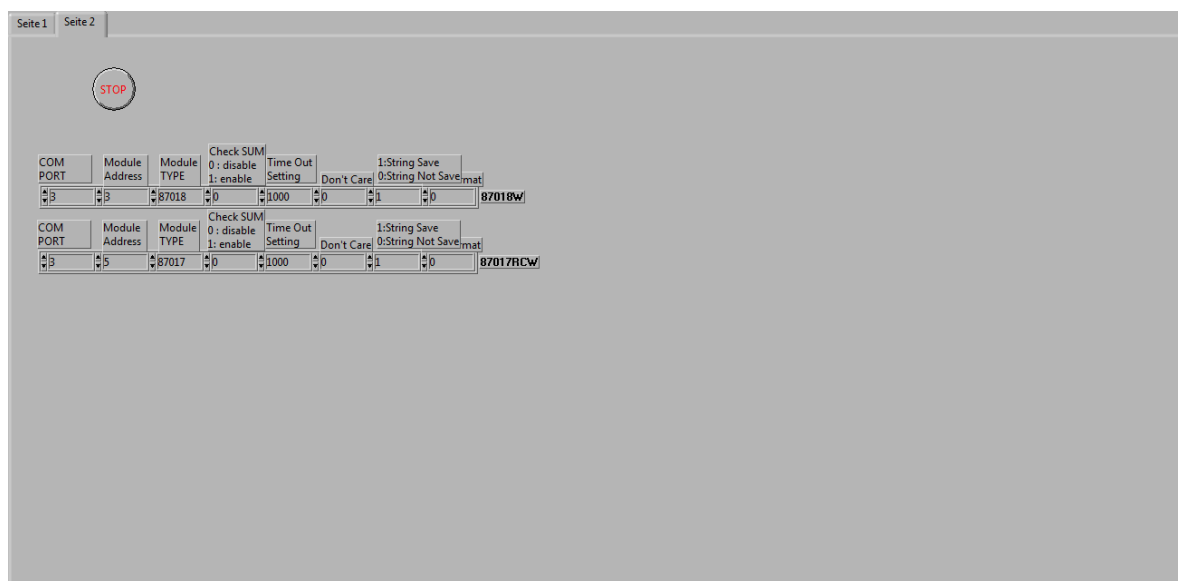 Seite 1 Seite 2
STOP
COM PORT Module Address Module TYPE Check SUM 0 : disable 1: enable Time Out Setting Don't Care 1:String Save 0:String Not Save mat
3 3 87018 0 1000 0 1 0 87018W
COM PORT Module Address Module TYPE Check SUM 0 : disable 1: enable Time Out Setting Don't Care 1:String Save 0:String Not Save mat
3 5 87017 0 1000 0 1 0 87017RCW